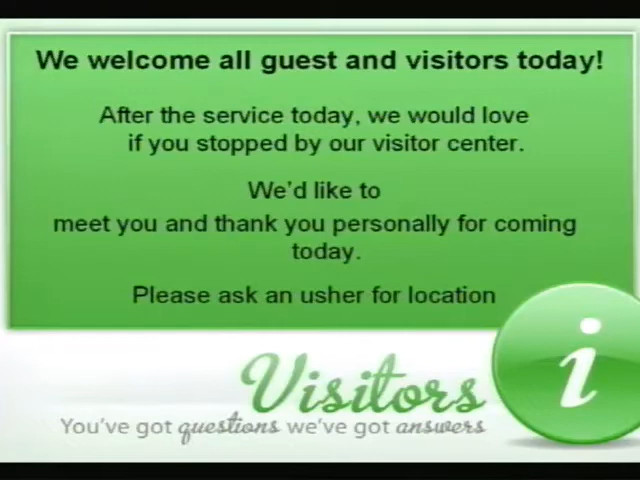 We welcome all guest and visitors today!
After the service today, we would love
if you stopped by our visitor center.
We'd like to
meet you and thank you personally for coming
today.
Please ask an usher for location
i
Visitors
You've got questions we've got answers